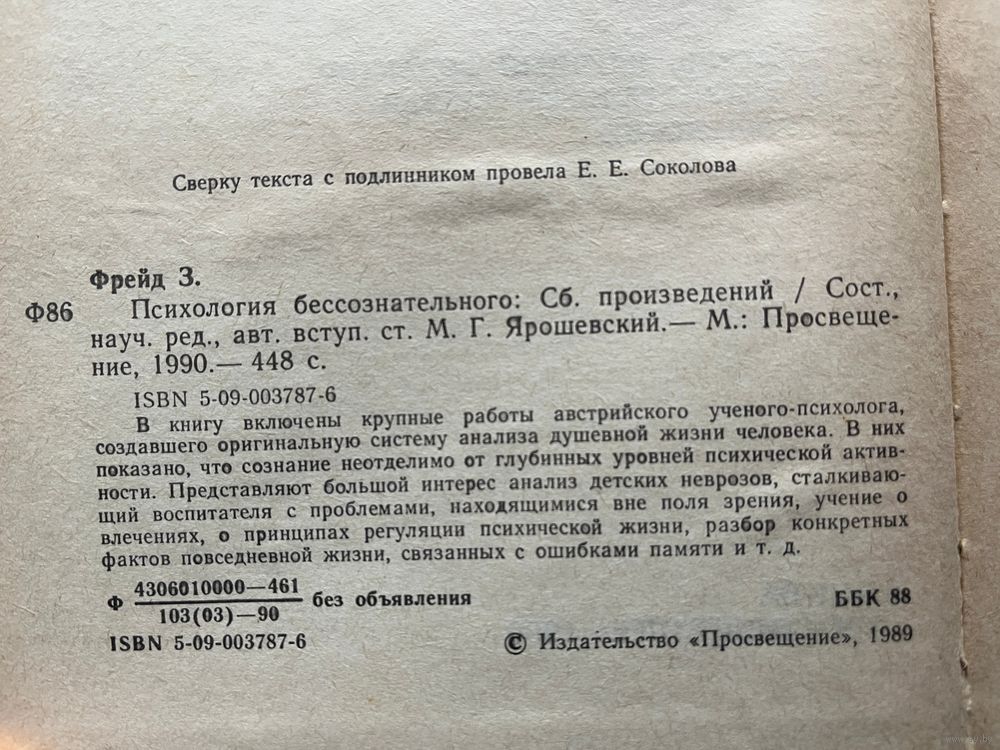 Сверку текста с подлинником провела Е. Е. Соколова
Фрейд З.
Ф86 Психология бессознательного: Сб. произведений / Сост.,
науч. ред., авт. вступ. ст. М. Г. Ярошевский.— М.: Просвеще-
ние, 1990.— 448 с.
ISBN 5-09-003787-6
В книгу включены крупные работы австрийского ученого-психолога,
создавшего оригинальную систему анализа душевной жизни человека. В них
показано, что сознание неотделимо от глубинных уровней психической актив-
ности. Представляют большой интерес анализ детских неврозов, сталкиваю-
щий воспитателя с проблемами, находящимися вне поля зрения, учение о
влечениях, о принципах регуляции психической жизни, разбор конкретных
фактов повседневной жизни, связанных с ошибками памяти и т. д.
Ф 4306010000—461
103(03)—90 без объявления
ББК 88
ISBN 5-09-003787-6
© Издательство «Просвещение», 1989